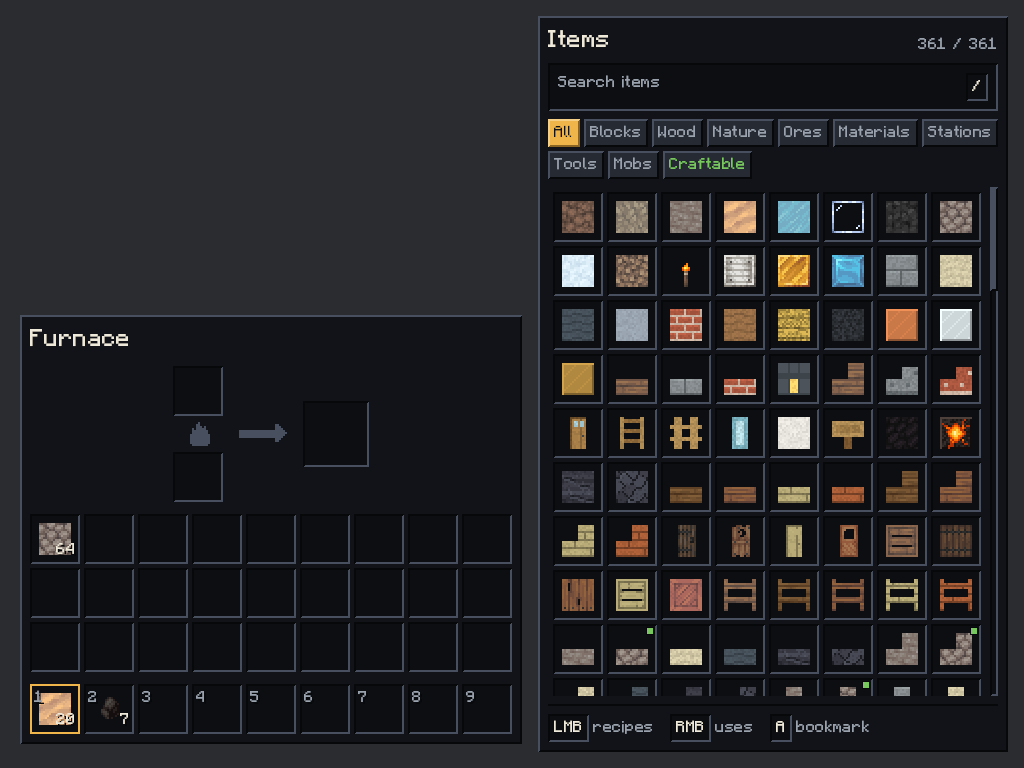 Items
361 / 361
Search items /
All Blocks Wood Nature Ores Materials Stations
Tools Mobs Craftable
Furnace
64
1 20 2 7 3 4 5 6 7 8 9
LMB recipes RMB uses A bookmark